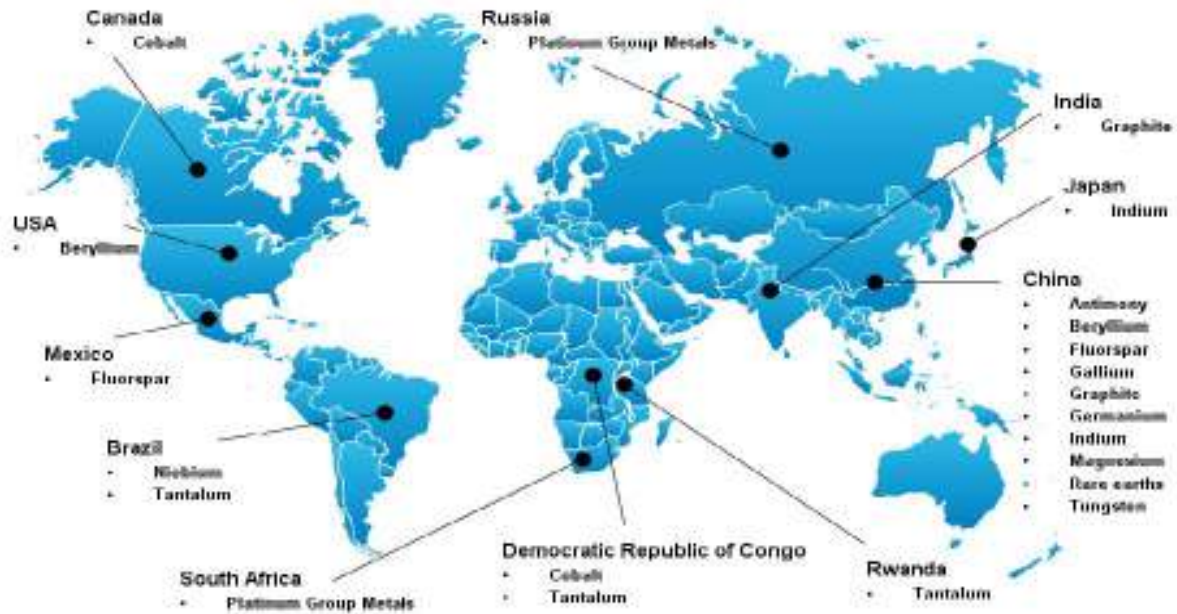 Canada
• Cobalt
Russia
• Platinum Group Metals
India
• Graphite
Japan
• Indium
USA
• Beryllium
China
• Antimony
• Beryllium
• Fluorspar
• Gallium
• Graphite
• Germanium
• Indium
• Magnesium
• Rare earths
• Tungsten
Mexico
• Fluorspar
Brazil
• Niobium
• Tantalum
South Africa
• Platinum Group Metals
Democratic Republic of Congo
• Cobalt
• Tantalum
Rwanda
• Tantalum